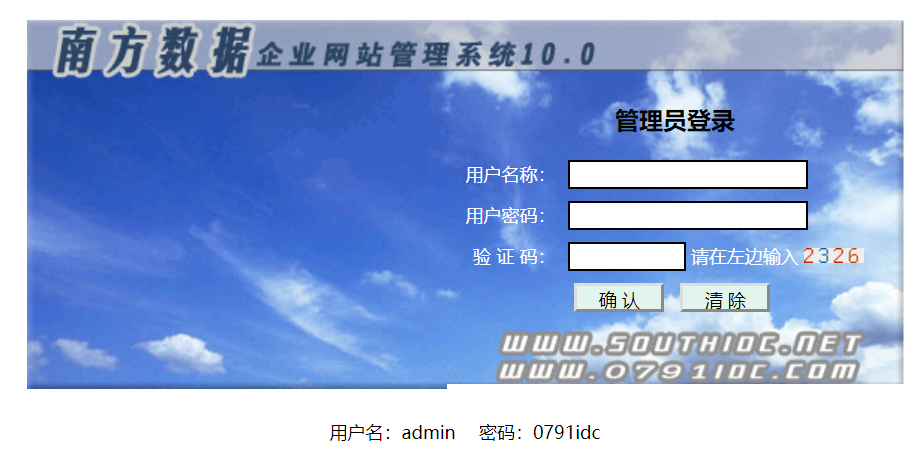 南方数据企业网站管理系统10.0
管理员登录
用户名称：
用户密码：
验 证 码： 请在左边输入 2326
确 认 清 除
WWW.SOUTHIDC.NET
WWW.0791IDC.COM
用户名：admin 密码：0791idc